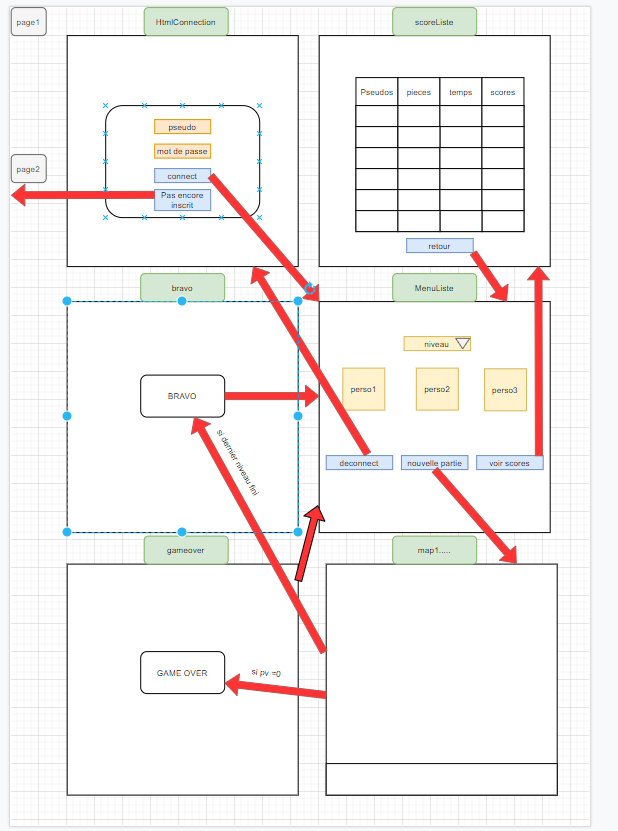 page1
HtmlConnection
scoreListe
pseudo
mot de passe
connect
Pas encore
inscrit
page2
Pseudos pieces temps scores
retour
bravo
MenuListe
niveau
perso1 perso2 perso3
BRAVO
deconnect nouvelle partie voir scores
si dernier niveau fini
gameover
map1.....
GAME OVER
si pv =0